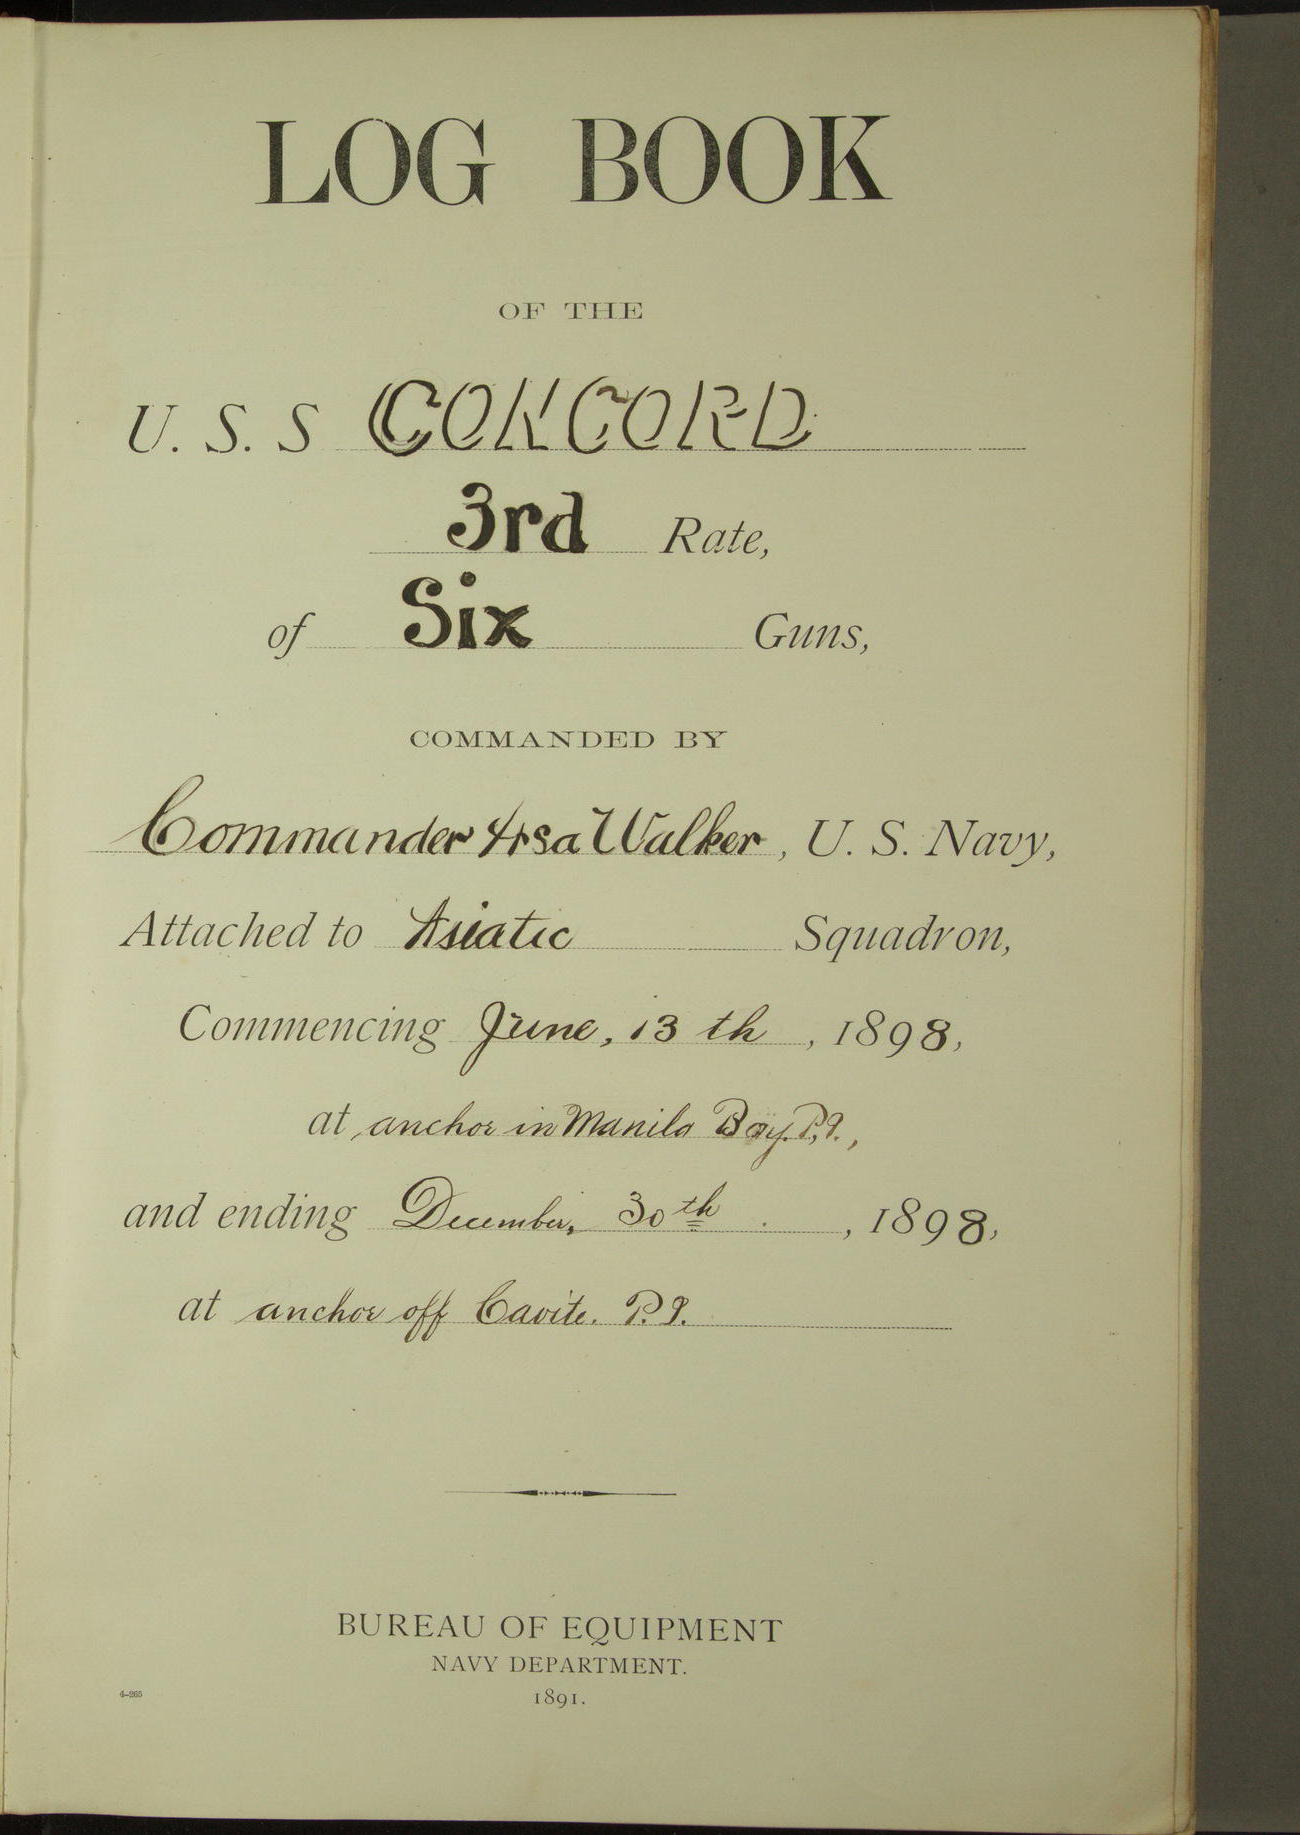 LOG BOOK
OF THE
U. S. S CONCORD
3rd Rate,
of Six Guns,
COMMANDED BY
Commander Asa Walker, U. S. Navy,
Attached to Asiatic Squadron,
Commencing June, 13 th, 1898,
at anchor in Manila Bay. P.I.,
and ending December, 30th, 1898,
at anchor off Cavite. P. I.
BUREAU OF EQUIPMENT
NAVY DEPARTMENT.
4-265
1891.